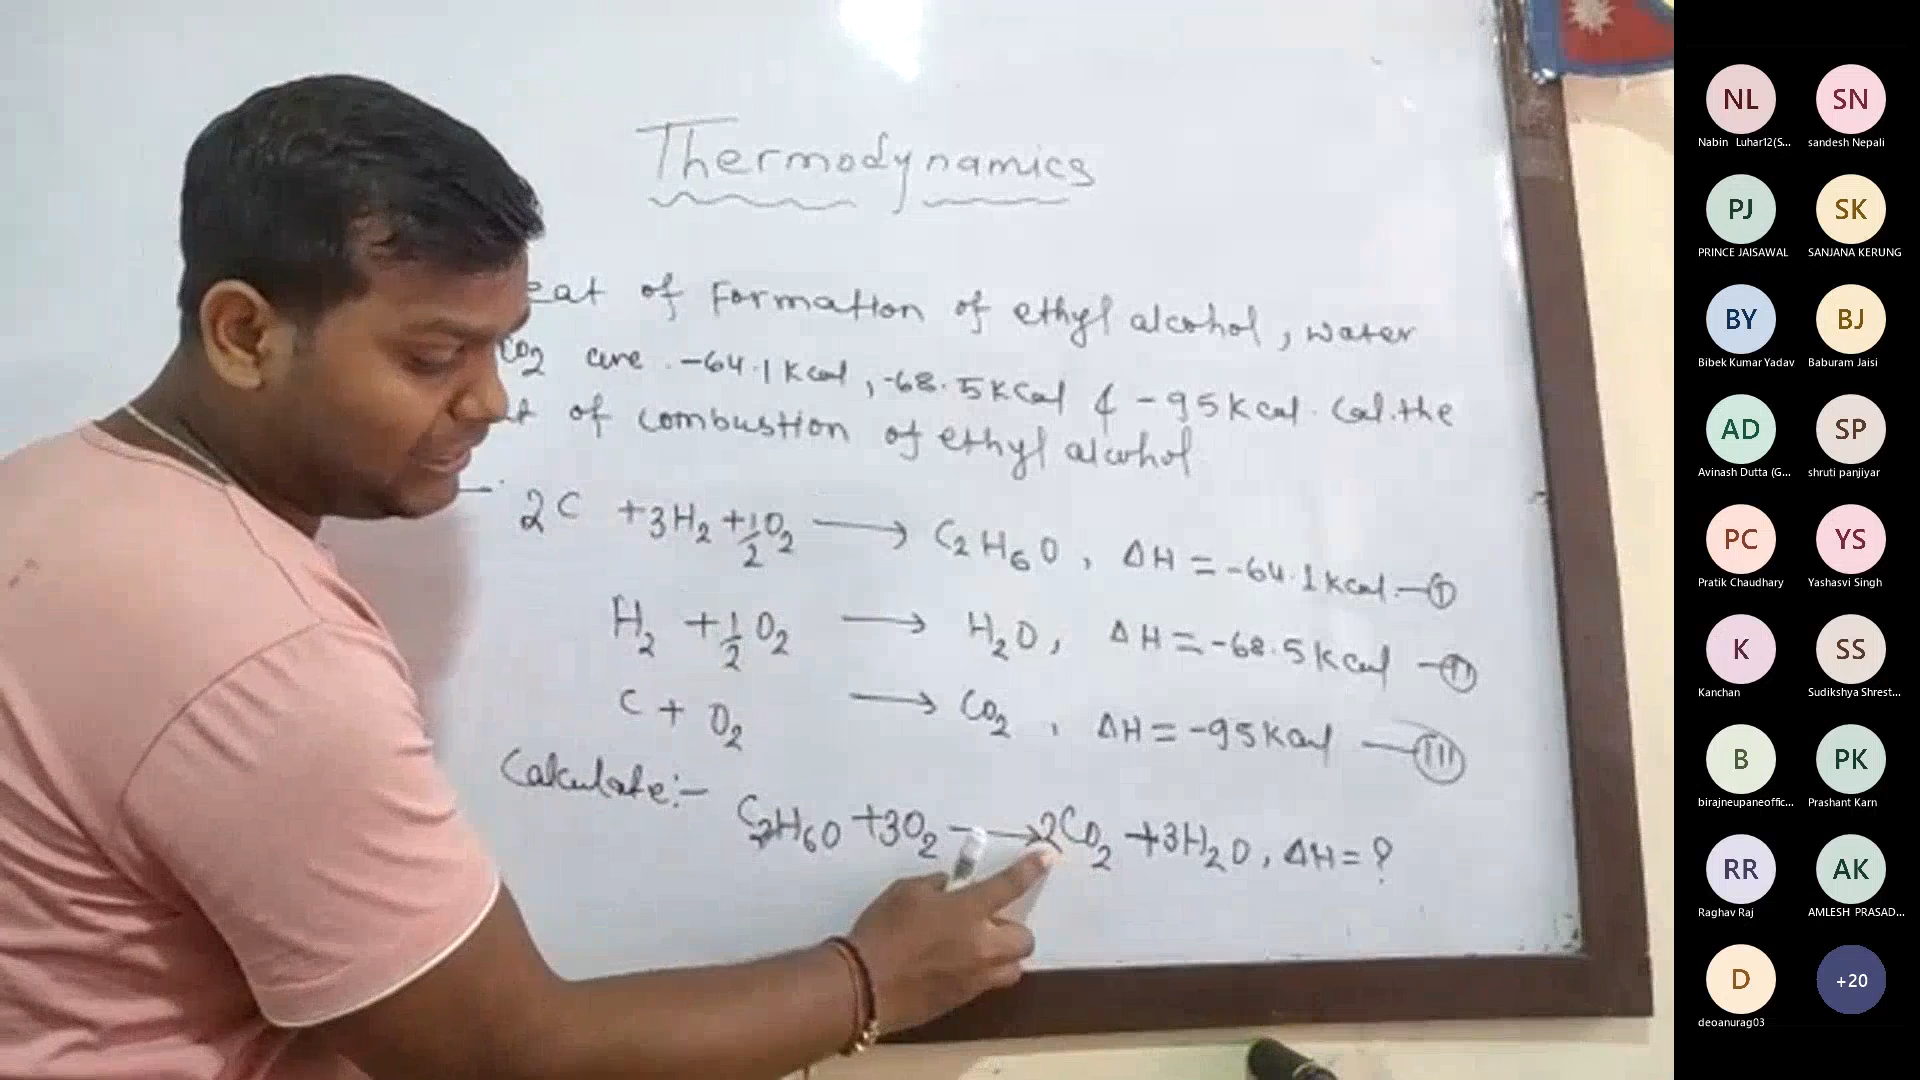 Thermodynamics
eat of Formation of ethyl alcohol, water
CO2 are -64.1 Kcal, -68.5 KCal & -95 Kcal. Cal. the
of combustion of ethyl alcohol
2C + 3H2 + 1/2 O2 → C2H6O, ΔH = -64.1 kcal - I
H2 + 1/2 O2 → H2O, ΔH = -68.5 kcal - II
C + O2 → CO2, ΔH = -95 Kcal - III
Calculate:-
C2H6O + 3O2 → 2CO2 + 3H2O, ΔH = ?
NL SN
Nabin Luhar12(S... sandesh Nepali
PJ SK
PRINCE JAISAWAL SANJANA KERUNG
BY BJ
Bibek Kumar Yadav Baburam Jaisi
AD SP
Avinash Dutta (G... shruti panjiyar
PC YS
Pratik Chaudhary Yashasvi Singh
K SS
Kanchan Sudikshya Shrest...
B PK
birajneupaneoffic... Prashant Karn
RR AK
Raghav Raj AMLESH PRASAD...
D +20
deoanurag03